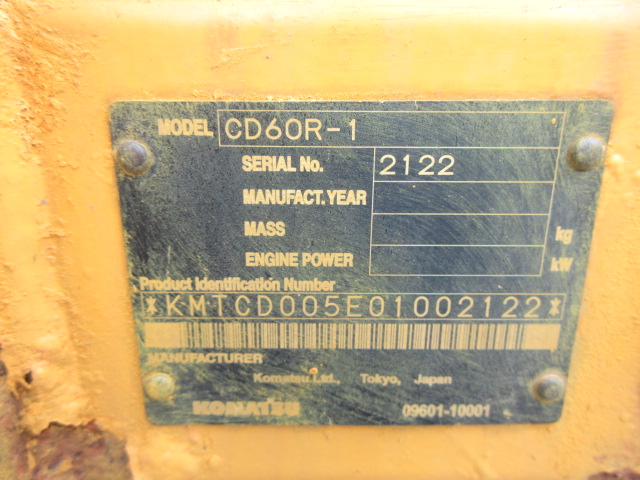 MODEL CD60R-1
SERIAL No. 2122
MANUFACT. YEAR
MASS kg
ENGINE POWER kW
Product Identification Number
*KMTCD005E01002122*
MANUFACTURER
Komatsu Ltd., Tokyo, Japan
KOMATSU 09601-10001